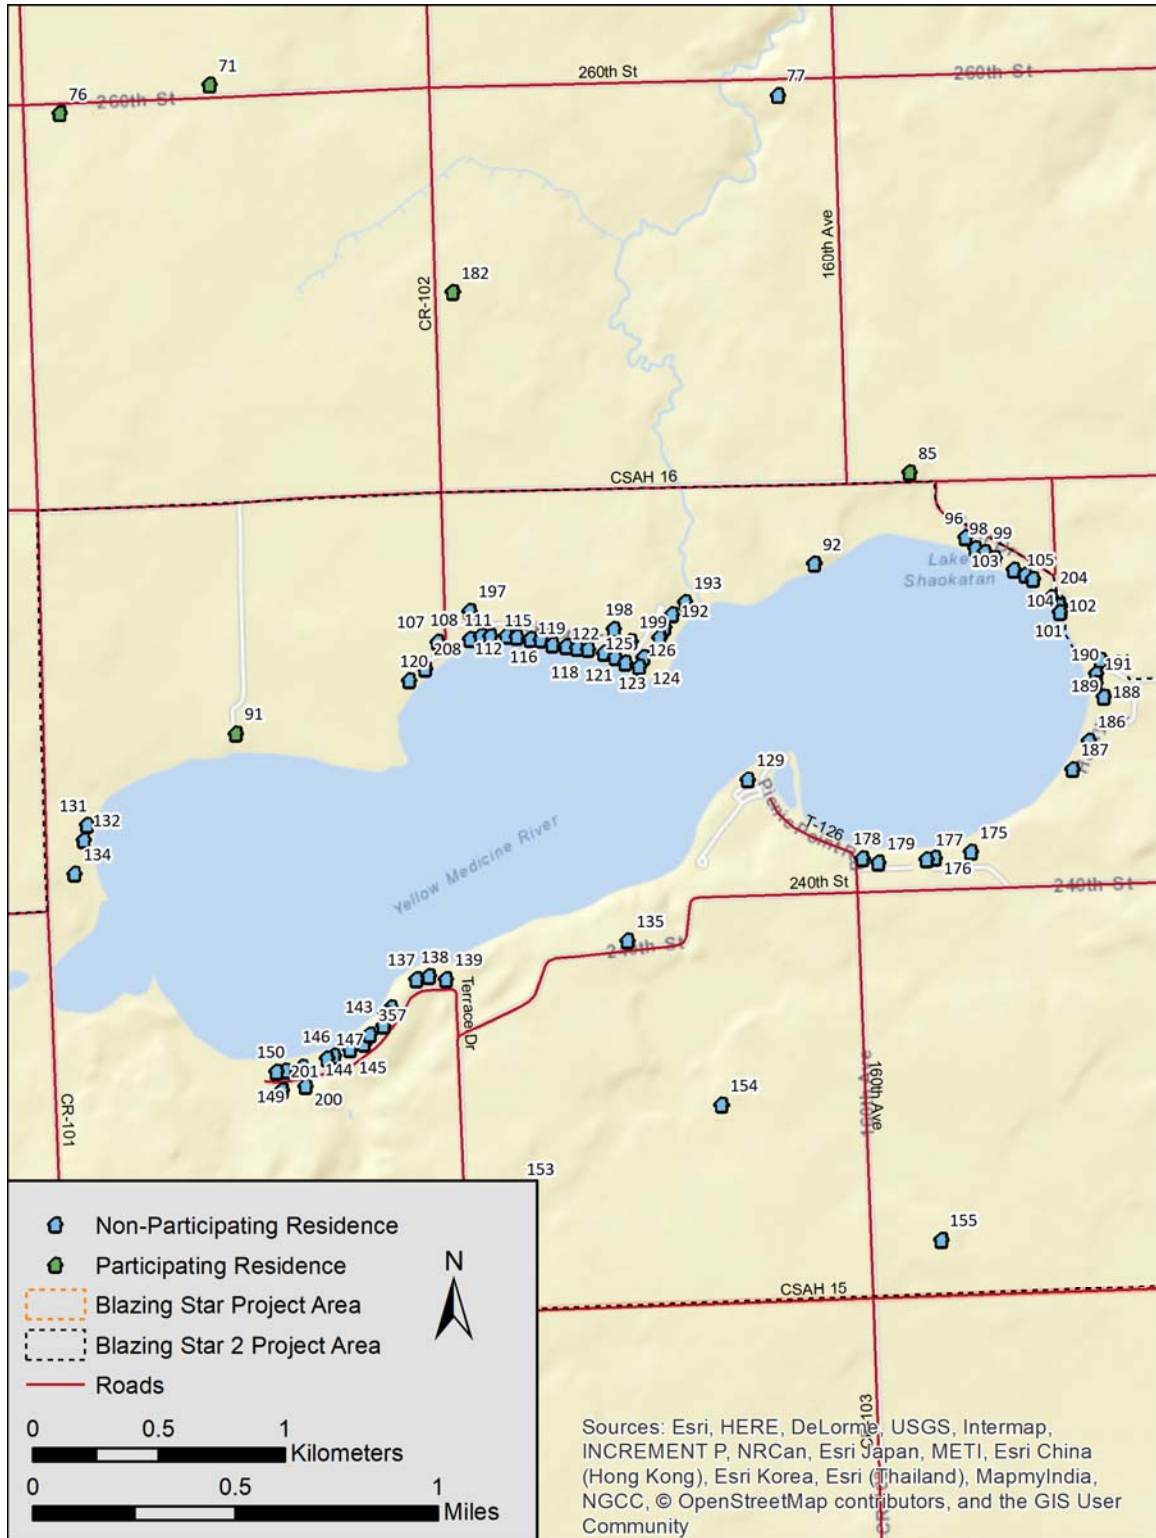 71
260th St
77
260th St
76
260th St
160th Ave
182
CR-102
85
CSAH 16
96
98
99
92
103
105
Lake
Shaokatan
193
204
197
104
102
192
198
107
108
111
115
199
101
119
208
112
122
125
126
116
190
120
118
121
191
124
123
189
188
91
186
187
129
131
132
Picnic Point Rd
T-126
134
Yellow Medicine River
178
179
177
175
176
240th St
240th St
135
240th St
137
138
139
Terrace Dr
143
357
146
147
150
201
144
145
149
200
154
160th Ave
160th Ave
CR-101
153
155
CSAH 15
CR-103
Non-Participating Residence
Participating Residence
Blazing Star Project Area
Blazing Star 2 Project Area
Roads
N
0 0.5 1
Kilometers
0 0.5 1
Miles
Sources: Esri, HERE, DeLorme, USGS, Intermap,
INCREMENT P, NRCan, Esri Japan, METI, Esri China
(Hong Kong), Esri Korea, Esri (Thailand), MapmyIndia,
NGCC, © OpenStreetMap contributors, and the GIS User
Community